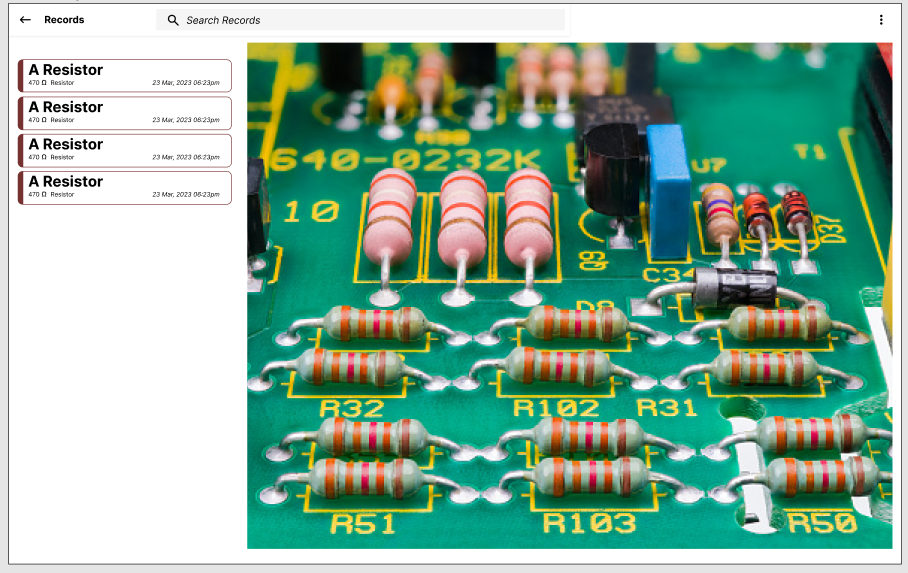 Records
Search Records
A Resistor
470 Ω Resistor
23 Mar, 2023 06:23pm
A Resistor
470 Ω Resistor
23 Mar, 2023 06:23pm
A Resistor
470 Ω Resistor
23 Mar, 2023 06:23pm
A Resistor
470 Ω Resistor
23 Mar, 2023 06:23pm
640-0232K
U7
T1
10
Q9
D37
C34
R32
R102
R31
R51
R103
R50